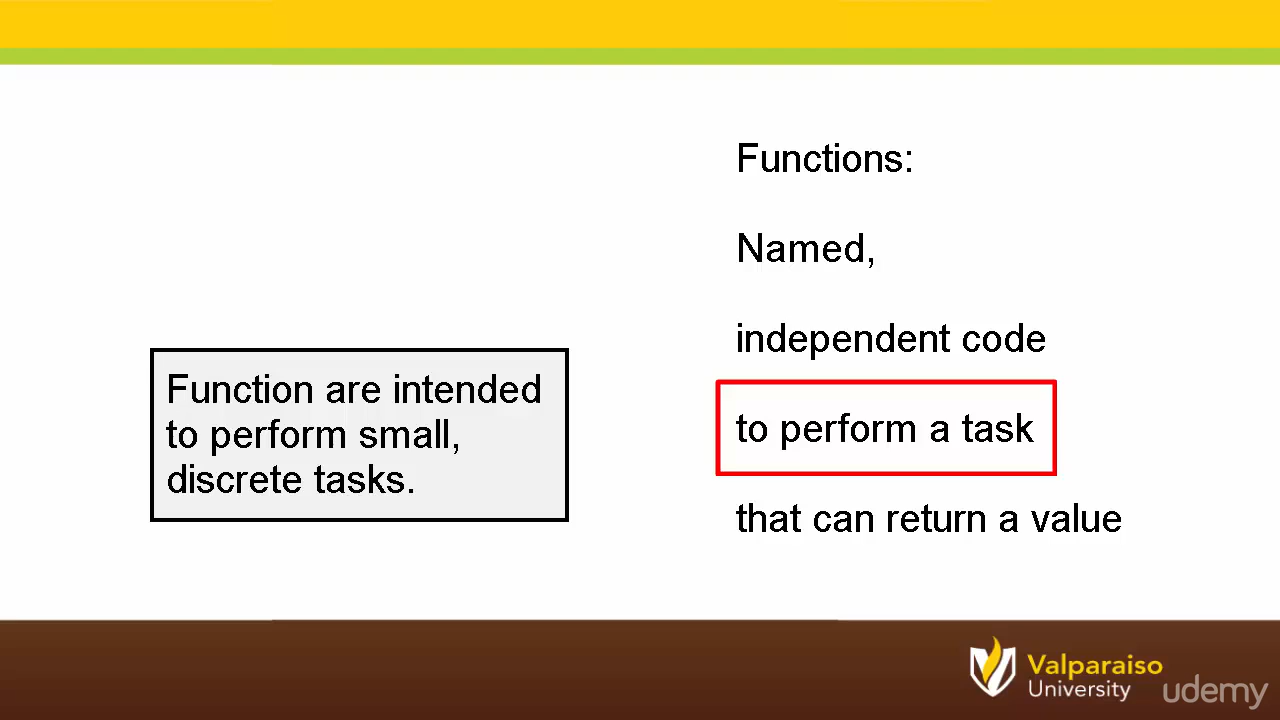 Functions:
Named,
independent code
to perform a task
that can return a value
Function are intended
to perform small,
discrete tasks.
Valparaiso
University
udemy